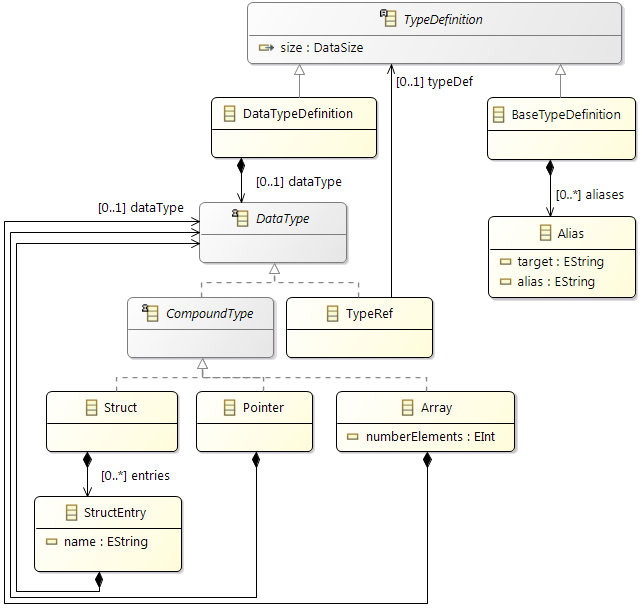 TypeDefinition
size : DataSize
[0..1] typeDef
DataTypeDefinition
BaseTypeDefinition
[0..1] dataType
[0..*] aliases
[0..1] dataType
DataType
Alias
target : EString
alias : EString
CompoundType
TypeRef
Struct
Pointer
Array
numberElements : EInt
[0..*] entries
StructEntry
name : EString